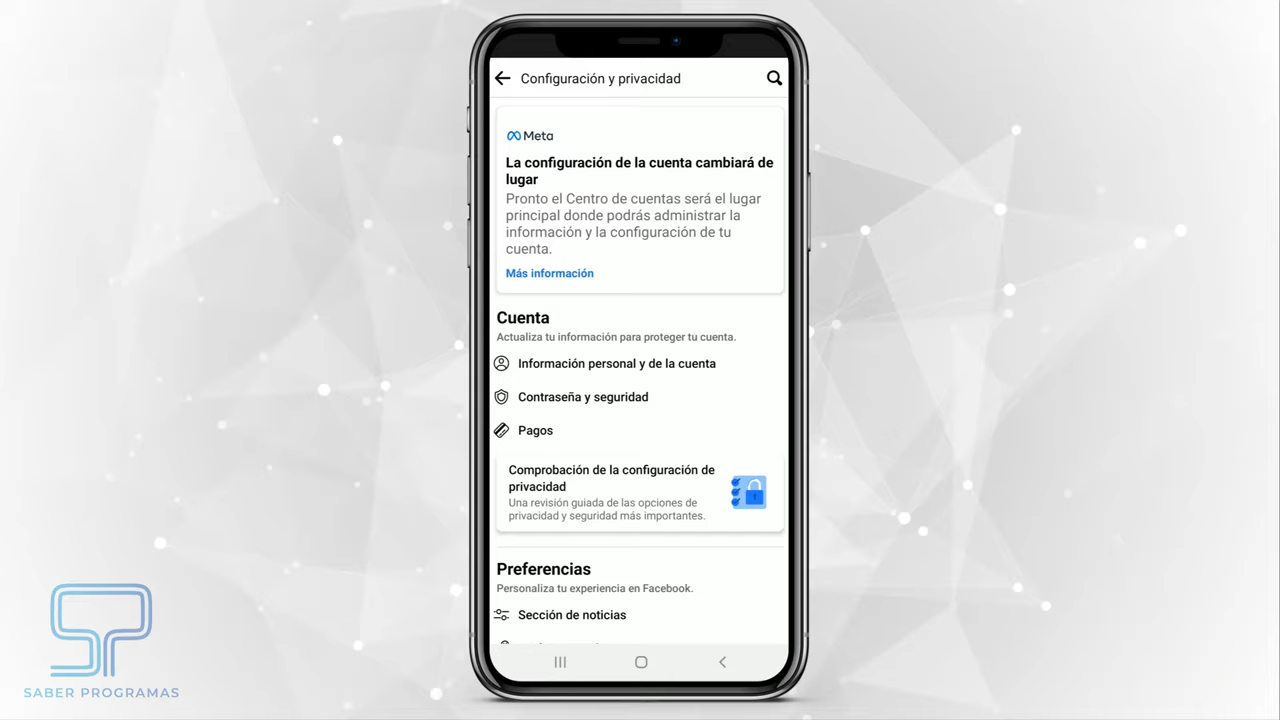 Configuración y privacidad
Meta
La configuración de la cuenta cambiará de
lugar
Pronto el Centro de cuentas será el lugar
principal donde podrás administrar la
información y la configuración de tu
cuenta.
Más información
Cuenta
Actualiza tu información para proteger tu cuenta.
Información personal y de la cuenta
Contraseña y seguridad
Pagos
Comprobación de la configuración de
privacidad
Una revisión guiada de las opciones de
privacidad y seguridad más importantes.
Preferencias
Personaliza tu experiencia en Facebook.
Sección de noticias
SABER PROGRAMAS